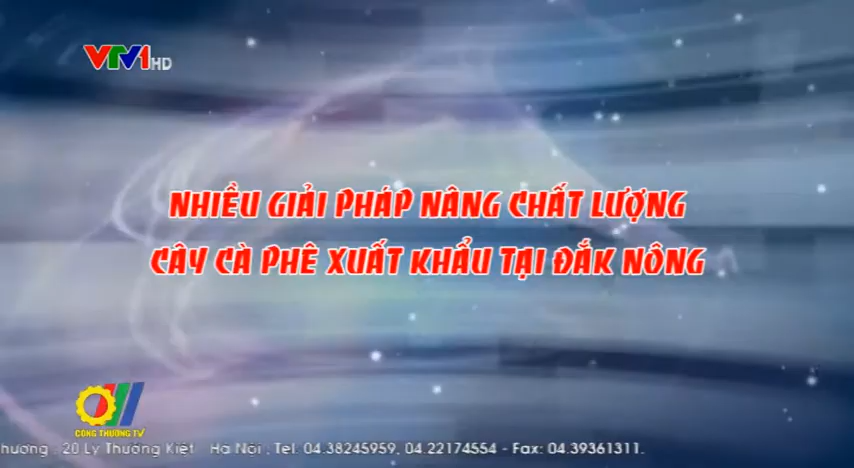 VTV1 HD
NHIỀU GIẢI PHÁP NÂNG CHẤT LƯỢNG
CÂY CÀ PHÊ XUẤT KHẨU TẠI ĐẮK NÔNG
CÔNG THƯƠNG TV
hương : 20 Lý Thường Kiệt - Hà Nội ; Tel: 04.38245959, 04.22174554 - Fax: 04.39361311.